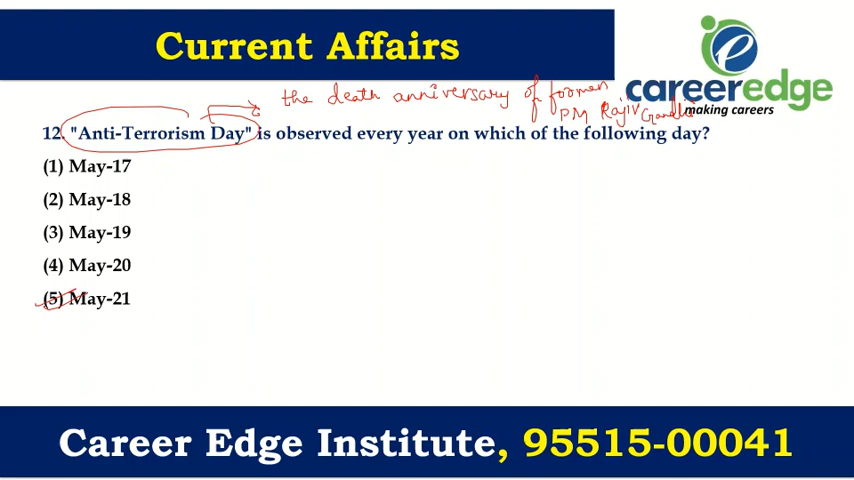 Current Affairs
the death anniversary of former
PM Rajiv Gandhi
careeredge
making careers
12. "Anti-Terrorism Day" is observed every year on which of the following day?
(1) May-17
(2) May-18
(3) May-19
(4) May-20
(5) May-21
Career Edge Institute, 95515-00041